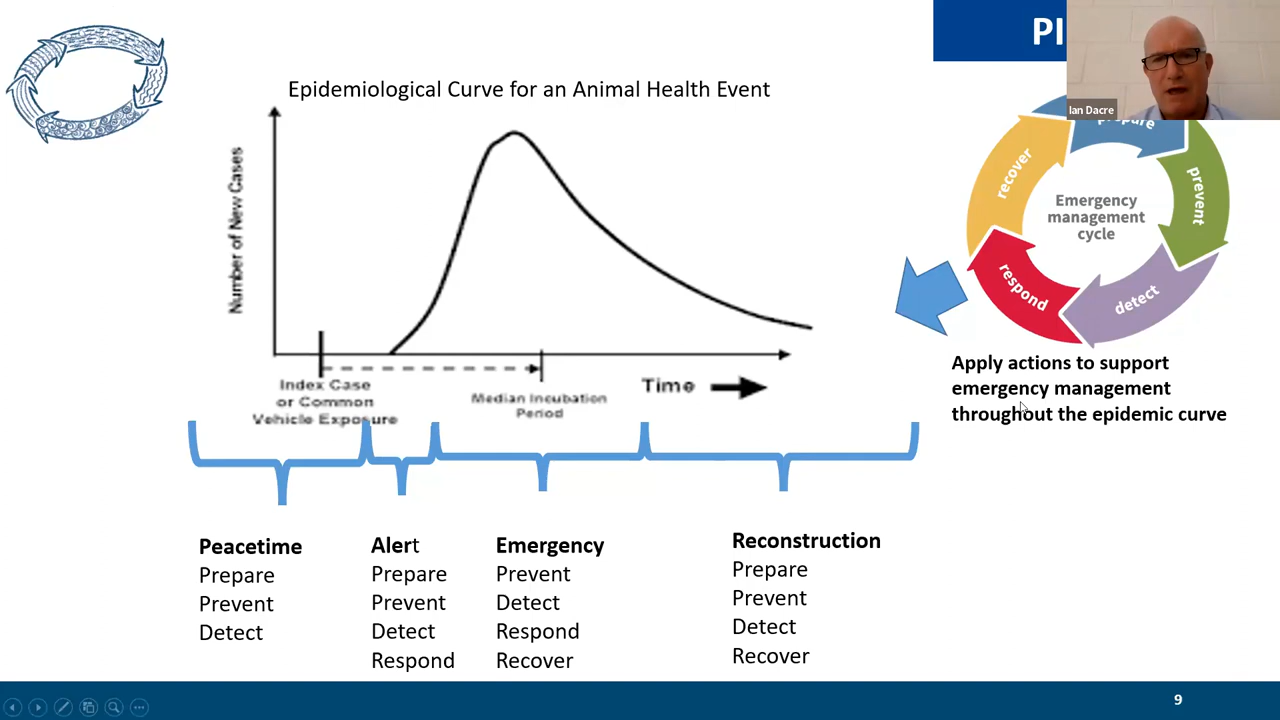 PI
Ian Dacre
Epidemiological Curve for an Animal Health Event
Number of New Cases
Index Case
or Common
Vehicle Exposure
Median Incubation
Period
Time
prepare
prevent
detect
respond
recover
Emergency
management
cycle
Apply actions to support
emergency management
throughout the epidemic curve
Peacetime
Prepare
Prevent
Detect
Alert
Prepare
Prevent
Detect
Respond
Emergency
Prevent
Detect
Respond
Recover
Reconstruction
Prepare
Prevent
Detect
Recover
9